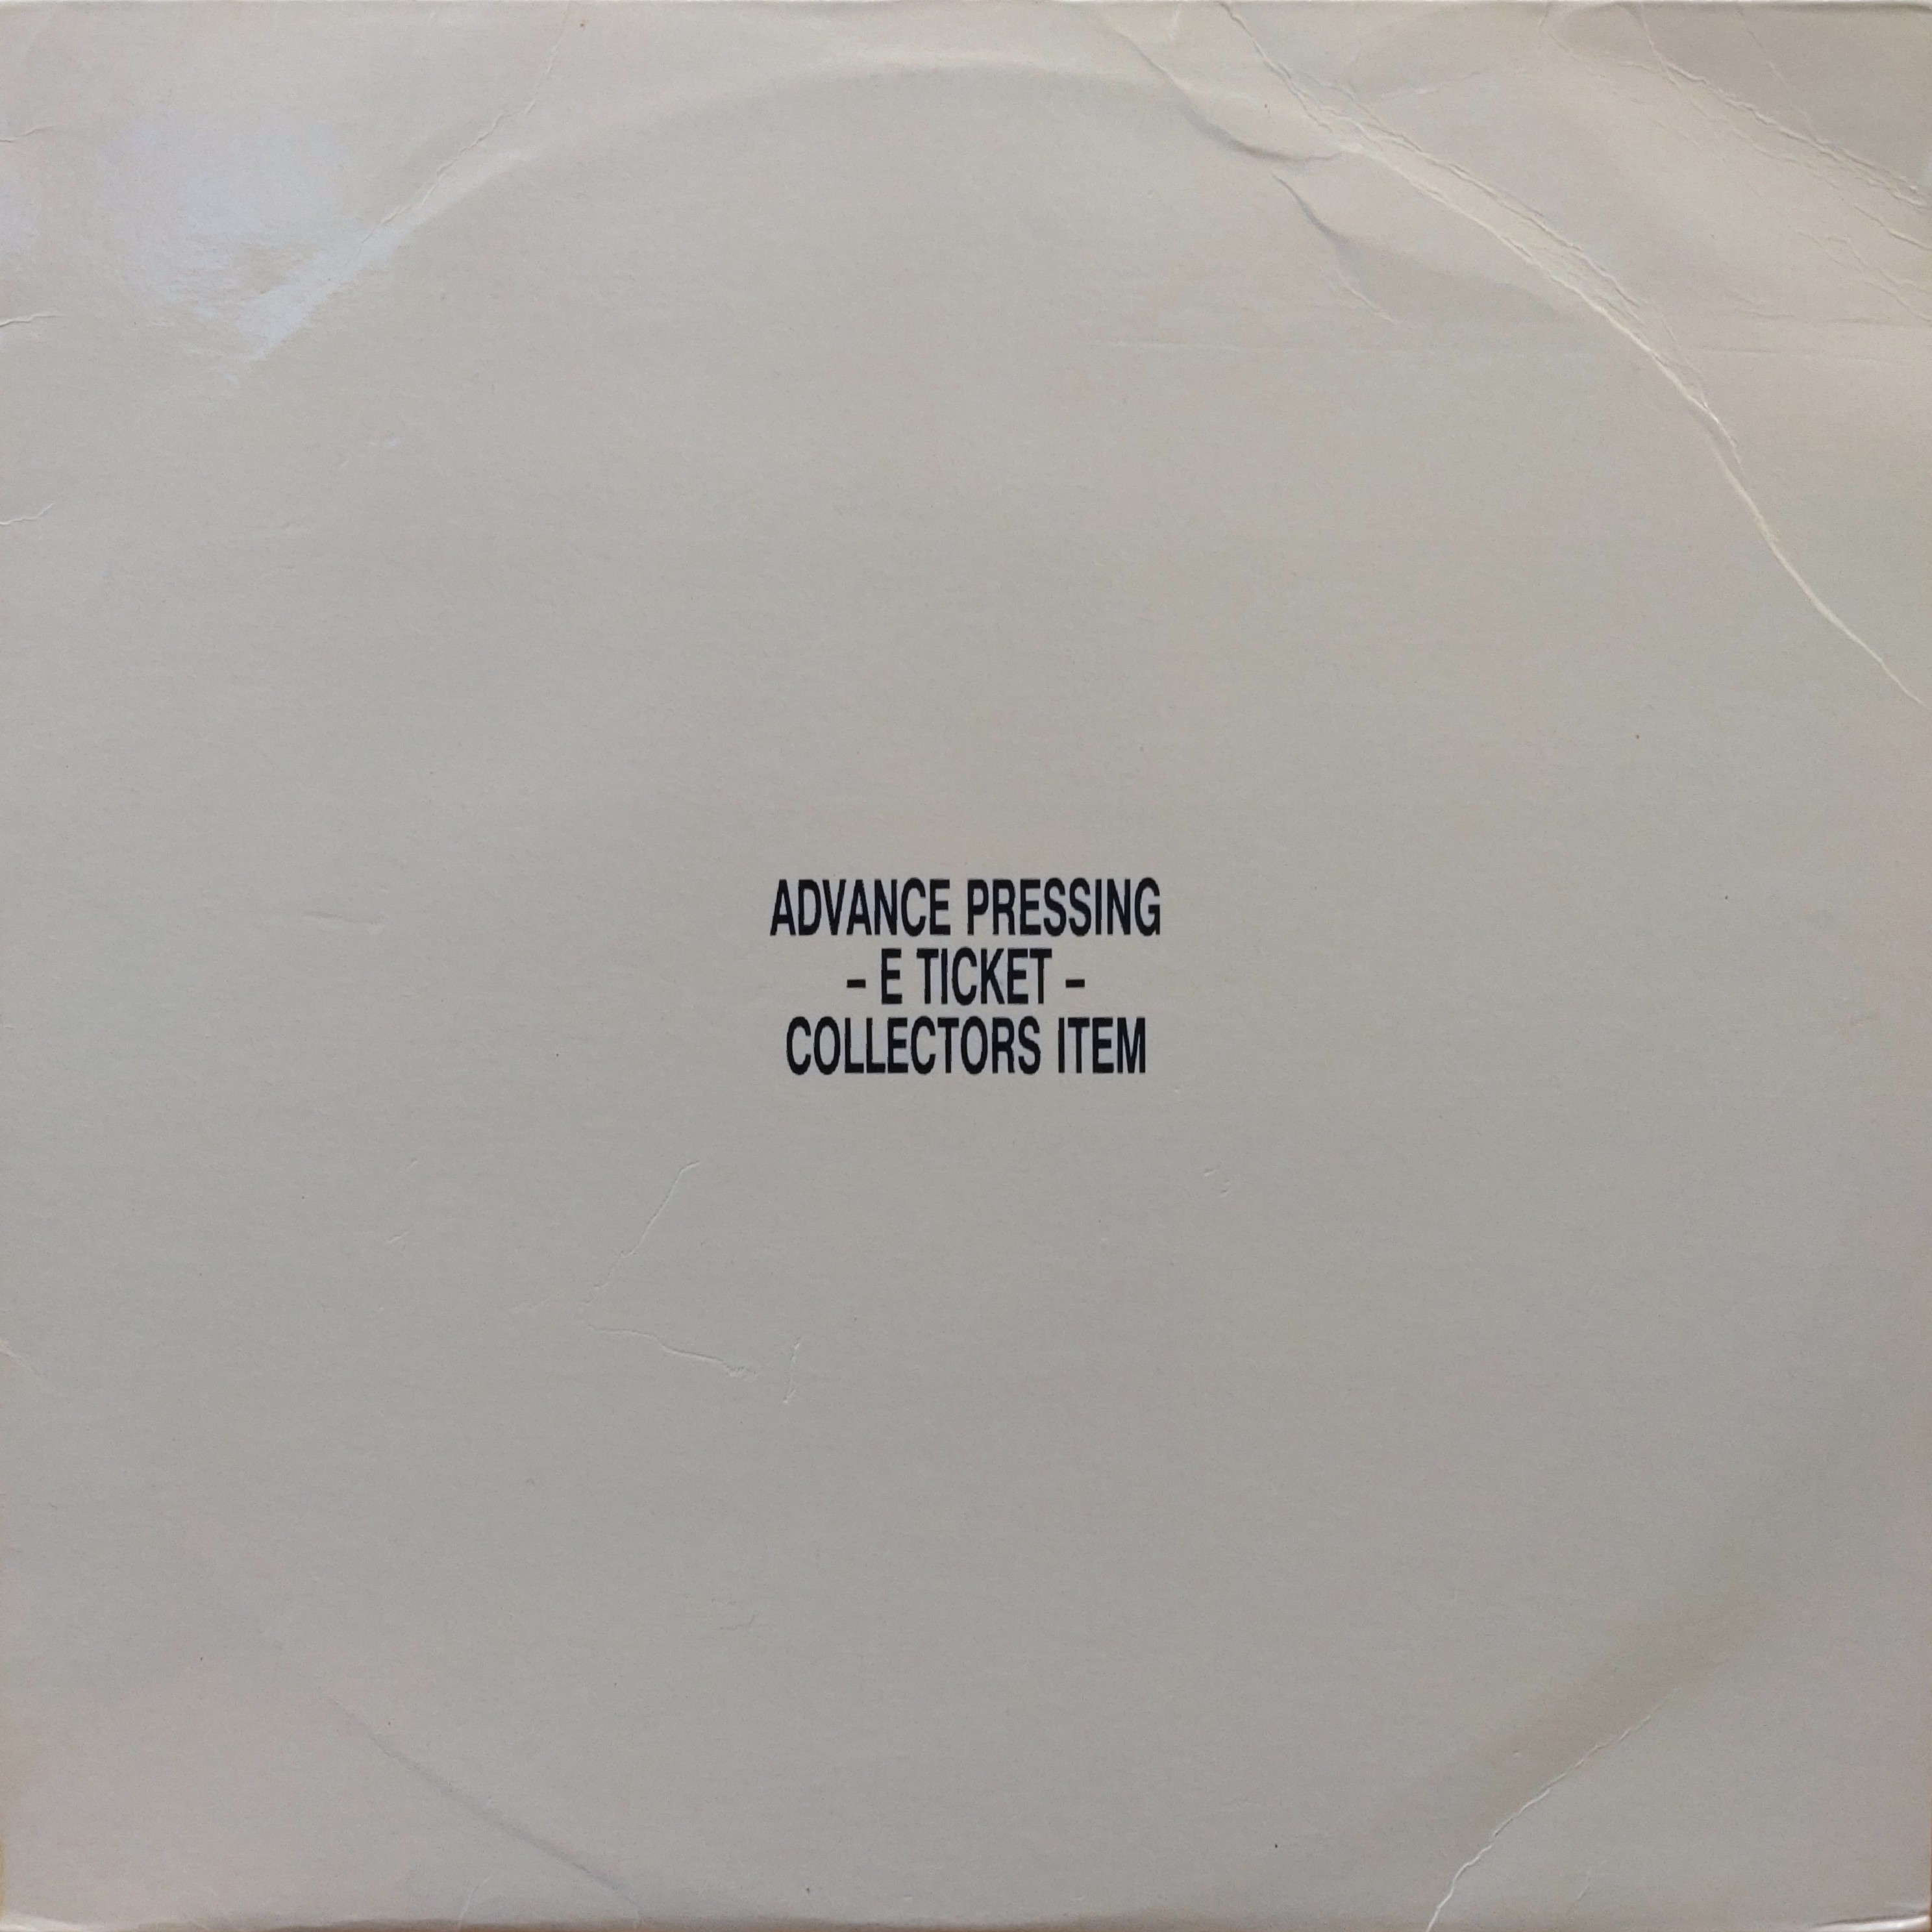 ADVANCE PRESSING
– E TICKET –
COLLECTORS ITEM